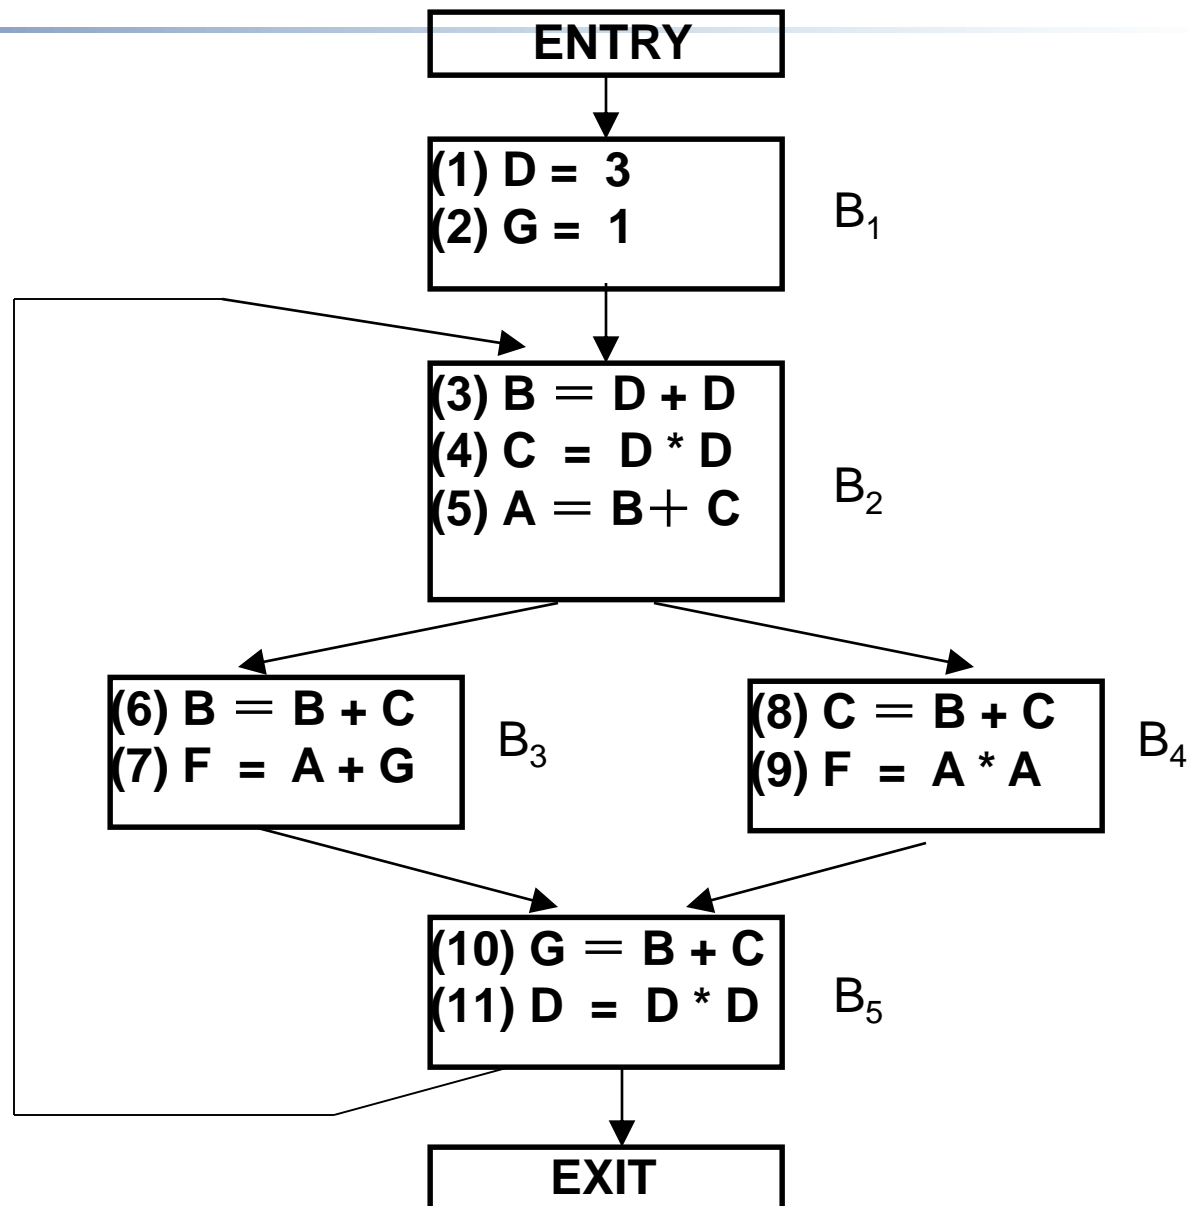 ENTRY
(1) D = 3
(2) G = 1
B₁
(3) B ＝ D + D
(4) C = D * D
(5) A ＝ B＋ C
B₂
(6) B ＝ B + C
(7) F = A + G
B₃
(8) C ＝ B + C
(9) F = A * A
B₄
(10) G ＝ B + C
(11) D = D * D
B₅
EXIT